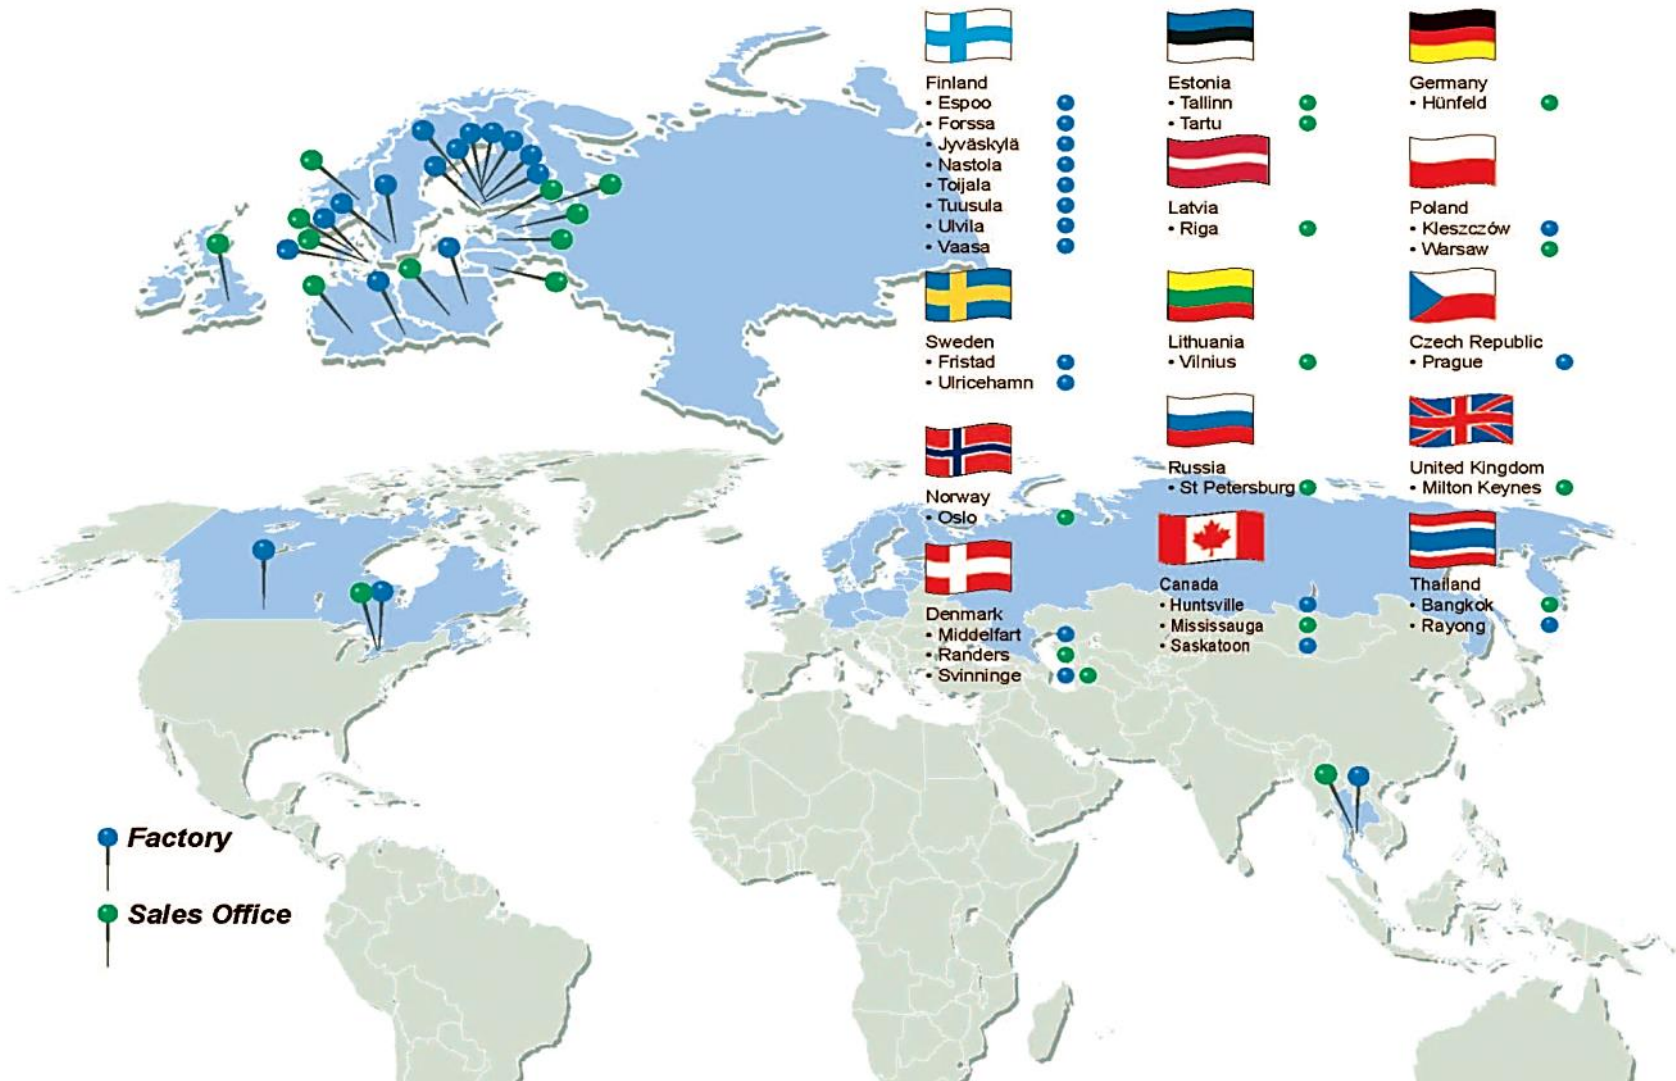 Finland
• Espoo
• Forssa
• Jyväskylä
• Nastola
• Toijala
• Tuusula
• Ulvila
• Vaasa
Sweden
• Fristad
• Ulricehamn
Norway
• Oslo
Denmark
• Middelfart
• Randers
• Svinninge
Estonia
• Tallinn
• Tartu
Latvia
• Riga
Lithuania
• Vilnius
Russia
• St Petersburg
Canada
• Huntsville
• Mississauga
• Saskatoon
Germany
• Hünfeld
Poland
• Kleszczów
• Warsaw
Czech Republic
• Prague
United Kingdom
• Milton Keynes
Thailand
• Bangkok
• Rayong
Factory
Sales Office